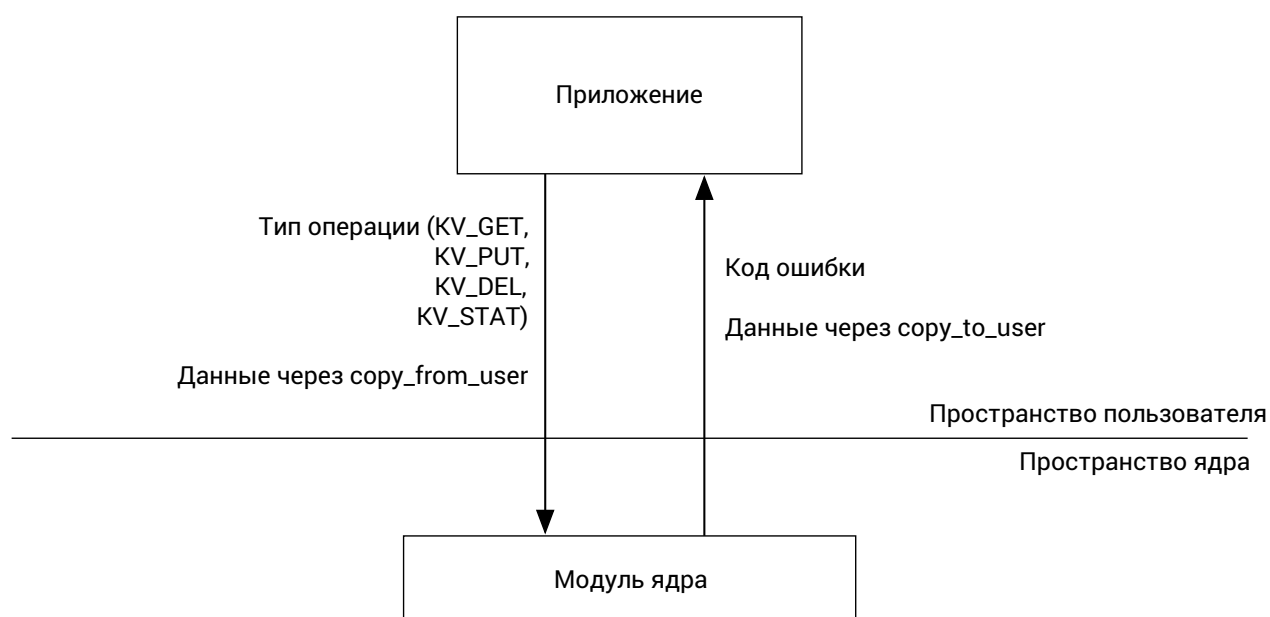 Приложение
Тип операции (KV_GET,
KV_PUT,
KV_DEL,
KV_STAT)
Данные через copy_from_user
Код ошибки
Данные через copy_to_user
Пространство пользователя
Пространство ядра
Модуль ядра